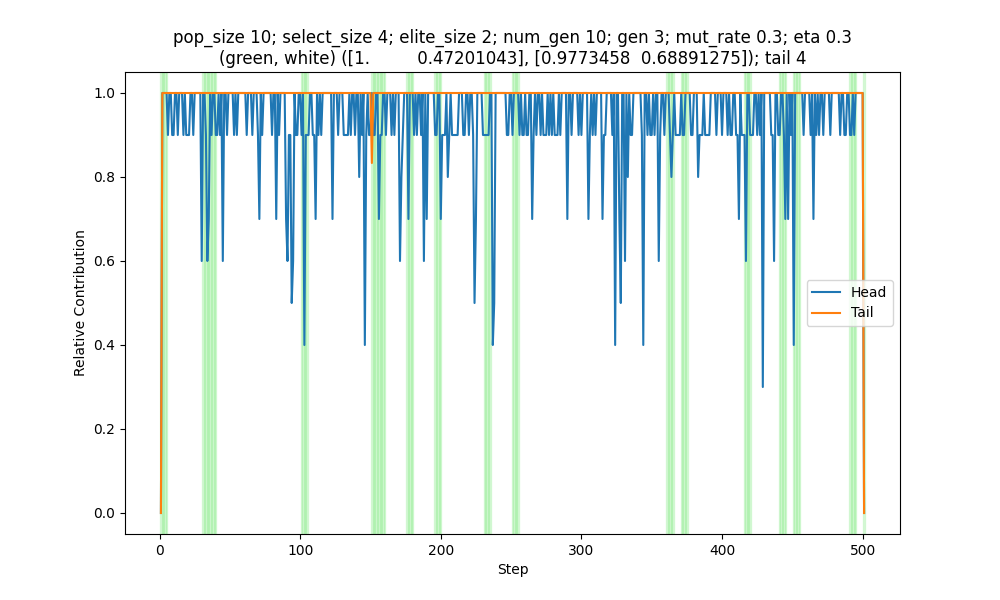 pop_size 10; select_size 4; elite_size 2; num_gen 10; gen 3; mut_rate 0.3; eta 0.3
(green, white) ([1.         0.47201043], [0.9773458  0.68891275]); tail 4
1.0
0.8
0.6
0.4
0.2
0.0
Relative Contribution
Head
Tail
0 100 200 300 400 500
Step